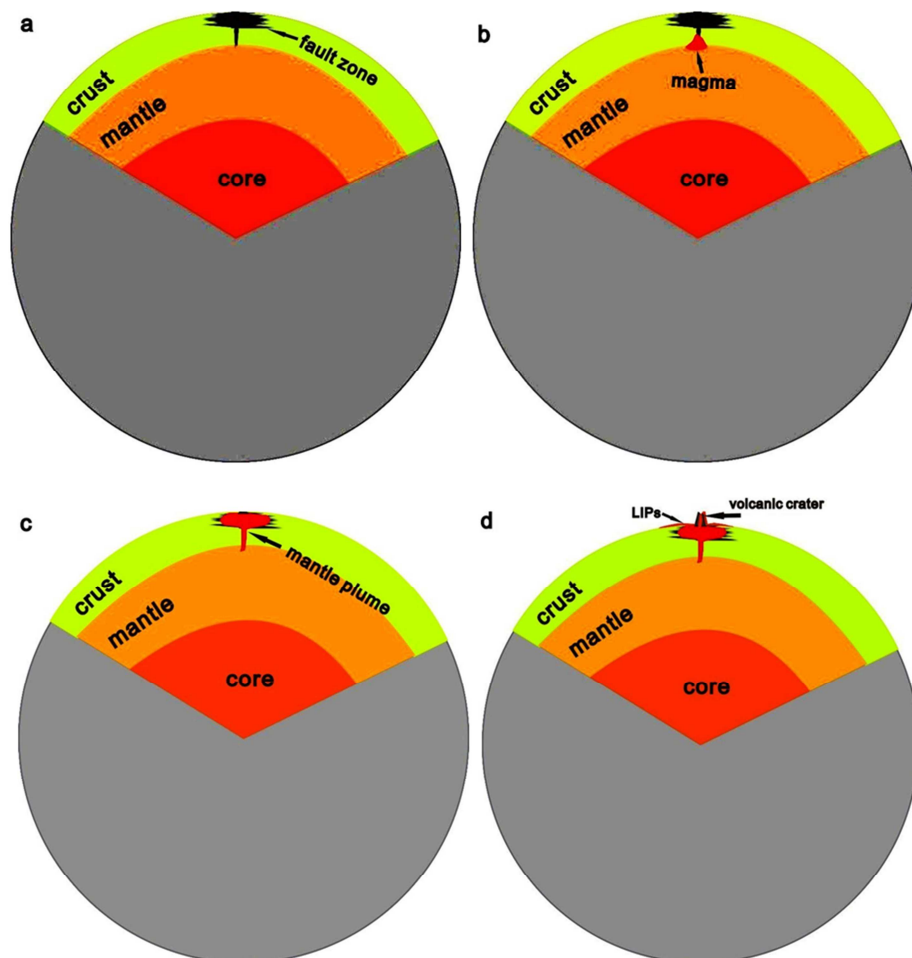 a
fault zone
crust
mantle
core
b
magma
crust
mantle
core
c
mantle plume
crust
mantle
core
d
LIPs
volcanic crater
crust
mantle
core